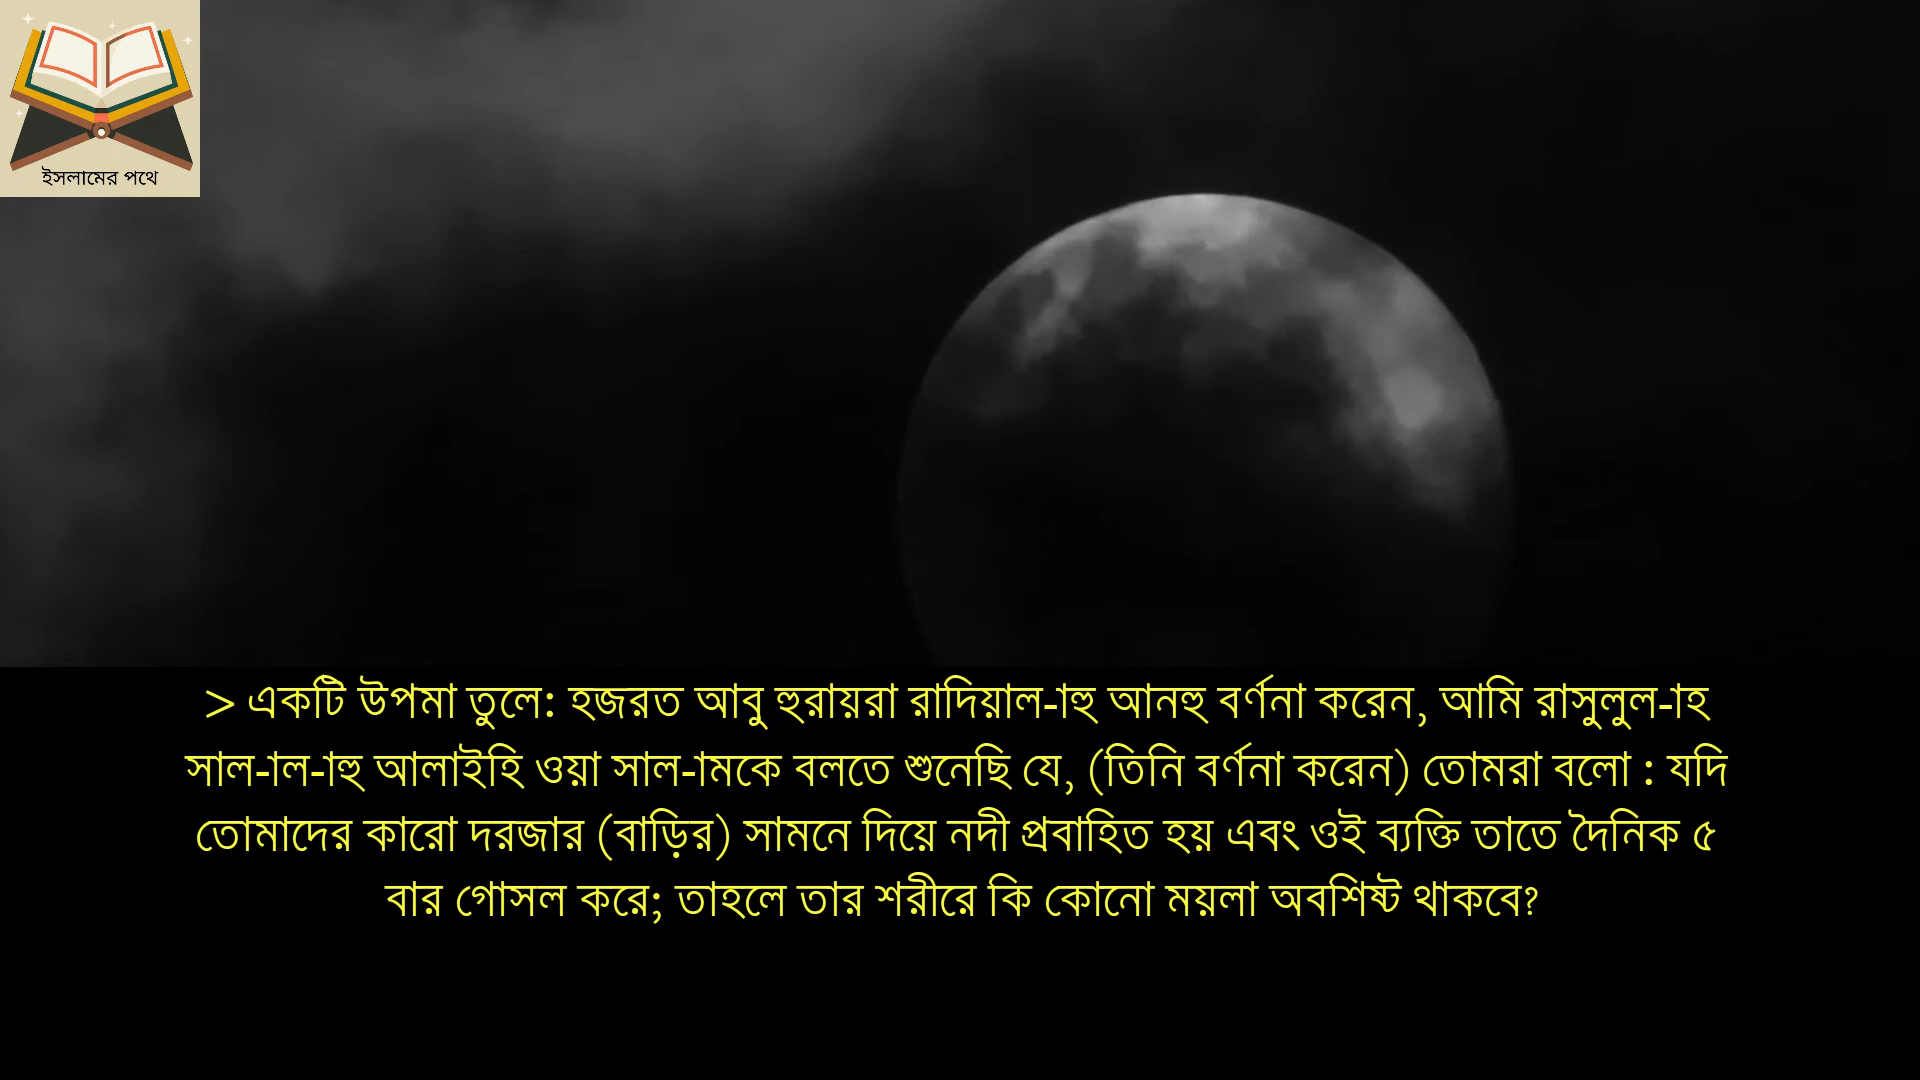 ইসলামের পথে
> একটি উপমা তুলে: হজরত আবু হুরায়রা রাদিয়াল-াহু আনহু বর্ণনা করেন, আমি রাসুলুল-াহ
সাল-াল-াহু আলাইহি ওয়া সাল-ামকে বলতে শুনেছি যে, (তিনি বর্ণনা করেন) তোমরা বলো : যদি
তোমাদের কারো দরজার (বাড়ির) সামনে দিয়ে নদী প্রবাহিত হয় এবং ওই ব্যক্তি তাতে দৈনিক ৫
বার গোসল করে; তাহলে তার শরীরে কি কোনো ময়লা অবশিষ্ট থাকবে?